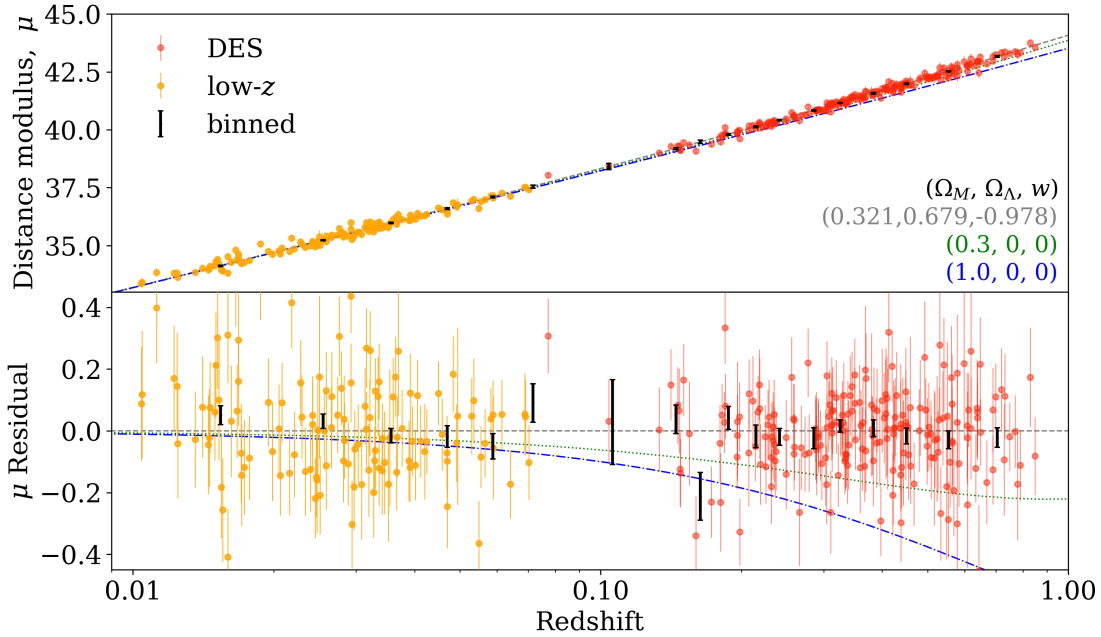 45.0
42.5
40.0
37.5
35.0
Distance modulus, μ
DES
low-z
binned
(Ω_M, Ω_Λ, w)
(0.321,0.679,-0.978)
(0.3, 0, 0)
(1.0, 0, 0)
0.4
0.2
0.0
−0.2
−0.4
μ Residual
0.01
0.10
1.00
Redshift